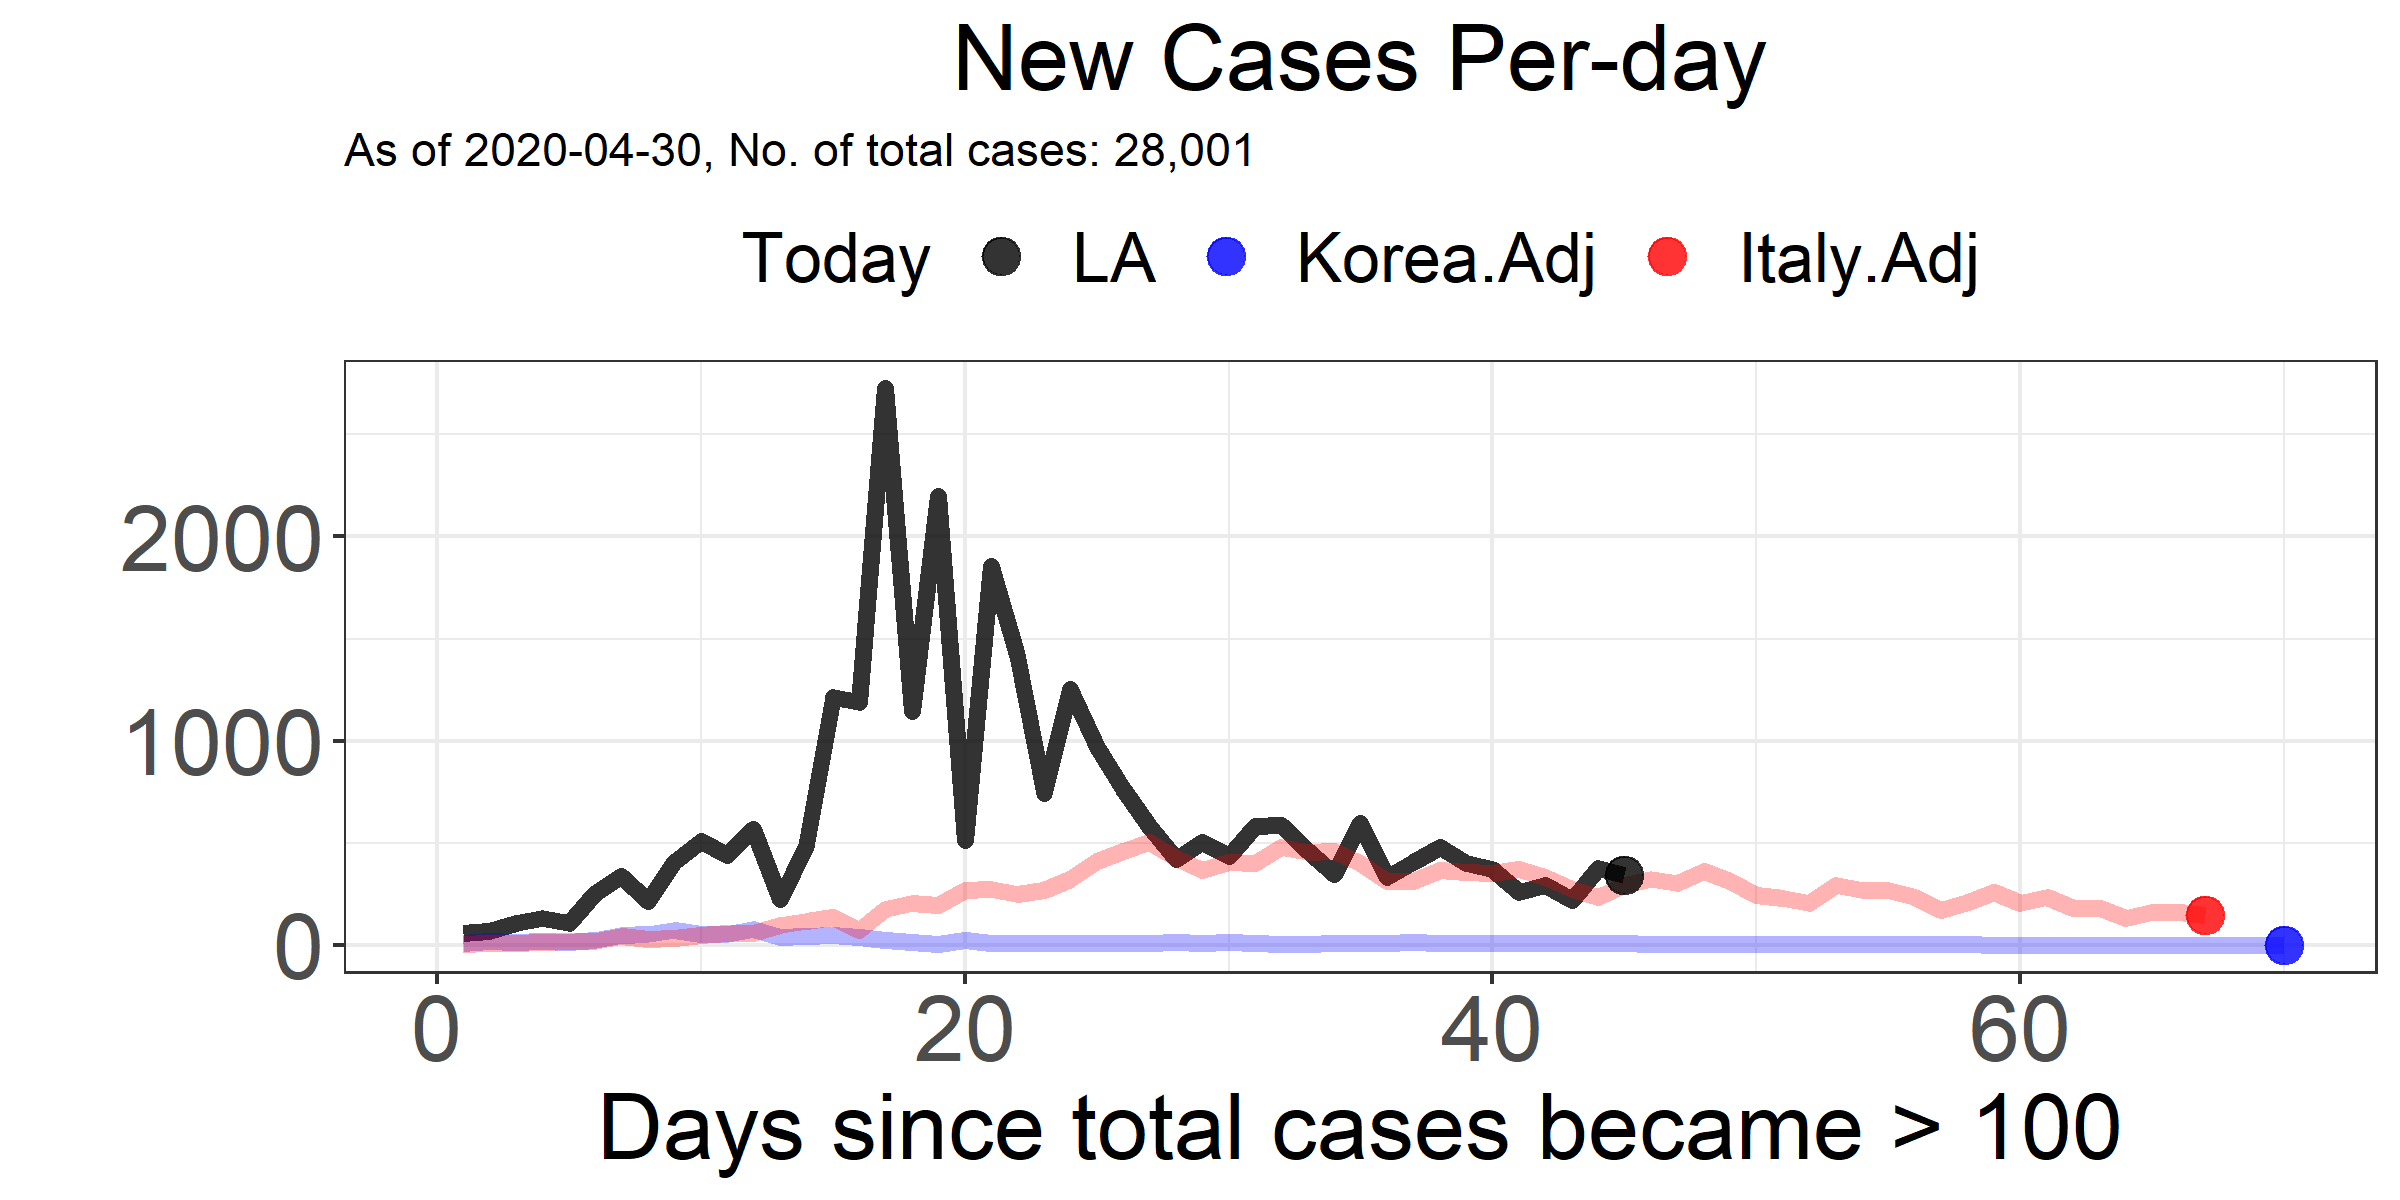 New Cases Per-day
As of 2020-04-30, No. of total cases: 28,001
Today LA Korea.Adj Italy.Adj
2000
1000
0
0 20 40 60
Days since total cases became > 100